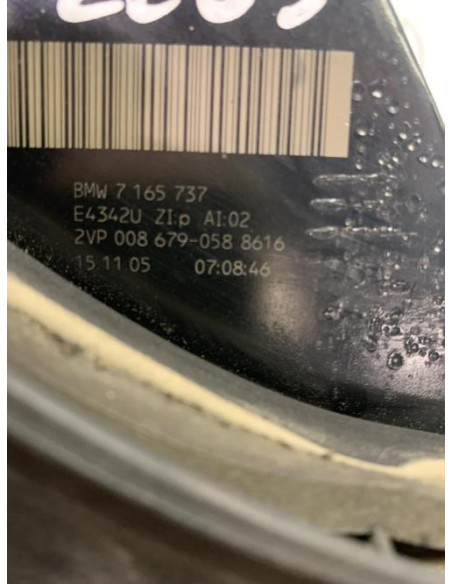 BMW 7 165 737
E4342U ZI:p AI:02
2VP 008 679-058 8616
15 11 05 07:08:46